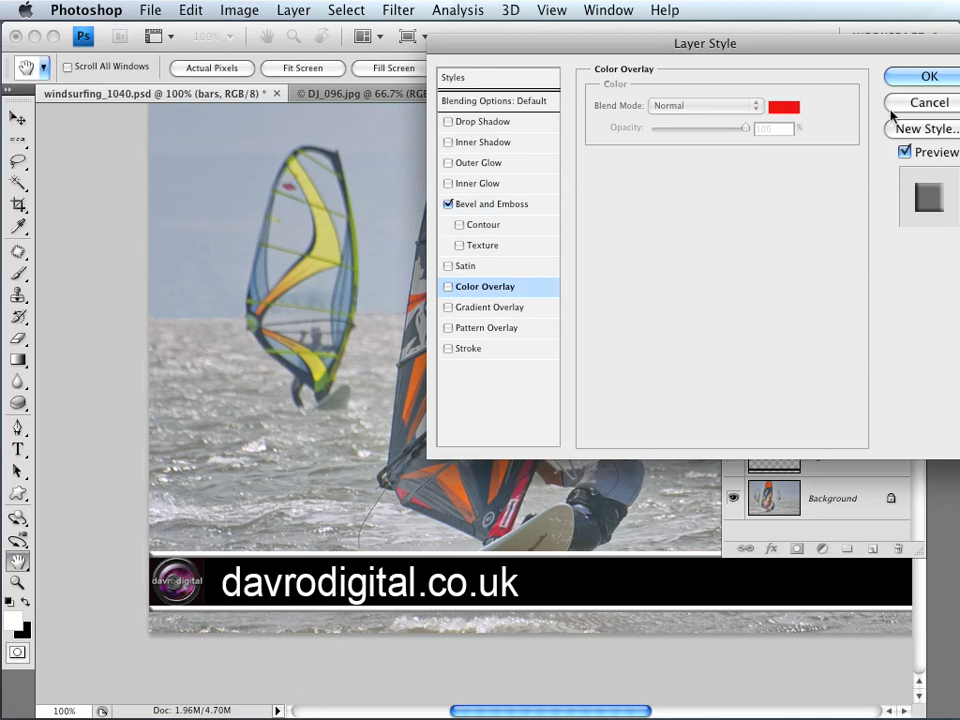 Photoshop File Edit Image Layer Select Filter Analysis 3D View Window Help
Ps Br 100%
Layer Style
Scroll All Windows Actual Pixels Fit Screen Fill Screen
windsurfing_1040.psd @ 100% (bars, RGB/8) * × © DJ_096.jpg @ 66.7% (RGB
Styles
Blending Options: Default
Drop Shadow
Inner Shadow
Outer Glow
Inner Glow
Bevel and Emboss
Contour
Texture
Satin
Color Overlay
Gradient Overlay
Pattern Overlay
Stroke
Color Overlay
Color
Blend Mode: Normal
Opacity: 100 %
OK
Cancel
New Style...
Preview
Background
davrodigital
davrodigital.co.uk
100% Doc: 1.96M/4.70M